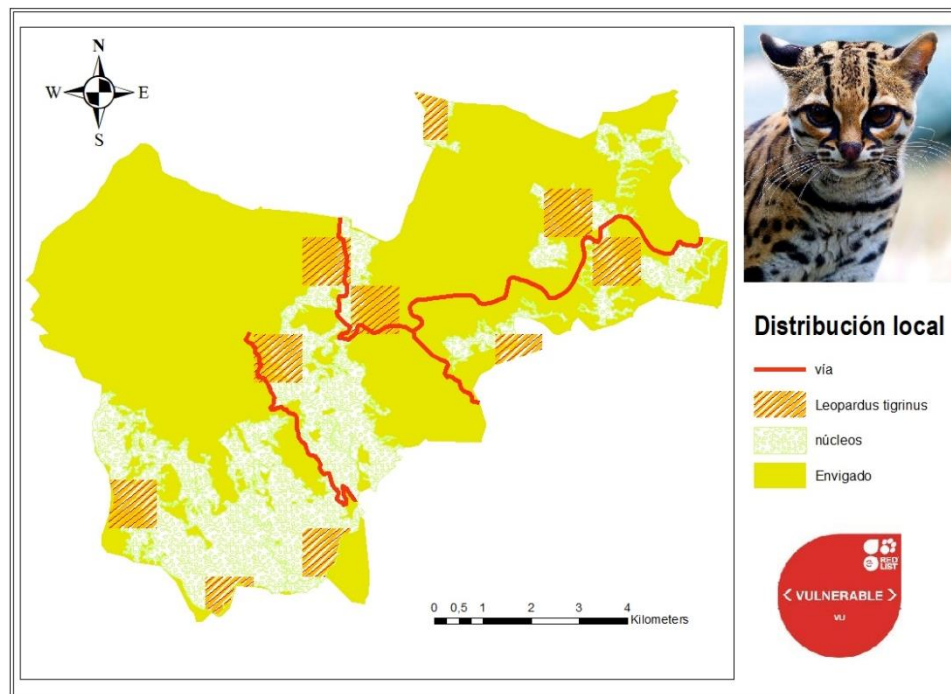 N
W E
S
Distribución local
vía
Leopardus tigrinus
núcleos
Envigado
0 0,5 1 2 3 4
Kilometers
RED
LIST
< VULNERABLE >
VU